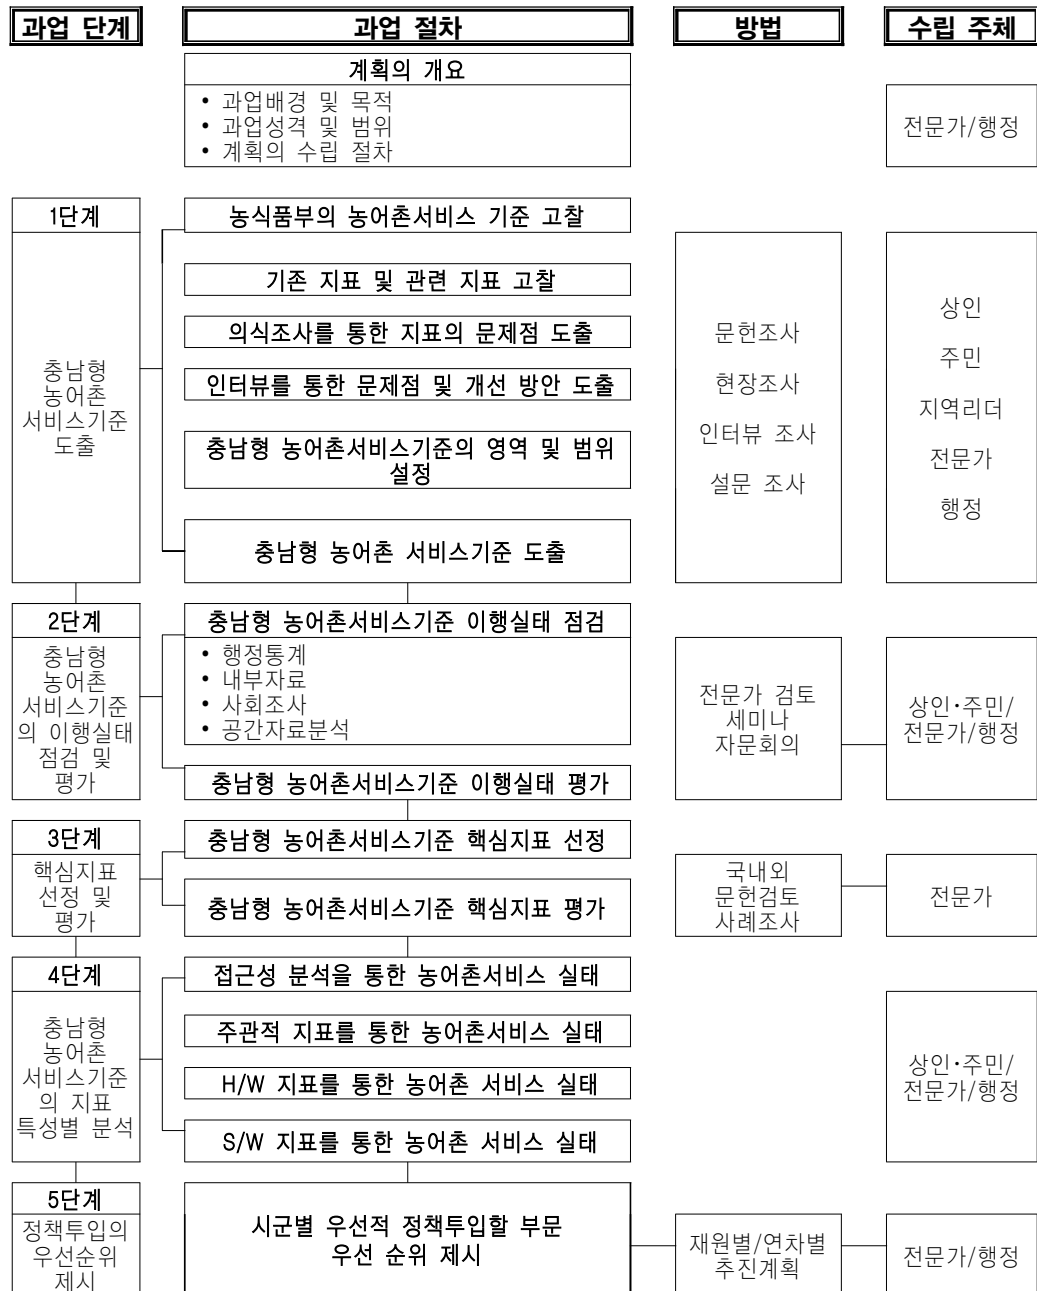 과업 단계
과업 절차
방법
수립 주체
계획의 개요
• 과업배경 및 목적
• 과업성격 및 범위
• 계획의 수립 절차
전문가/행정
1단계
충남형
농어촌
서비스기준
도출
농식품부의 농어촌서비스 기준 고찰
기존 지표 및 관련 지표 고찰
의식조사를 통한 지표의 문제점 도출
인터뷰를 통한 문제점 및 개선 방안 도출
충남형 농어촌서비스기준의 영역 및 범위
설정
충남형 농어촌 서비스기준 도출
문헌조사
현장조사
인터뷰 조사
설문 조사
상인
주민
지역리더
전문가
행정
2단계
충남형
농어촌
서비스기준
의 이행실태
점검 및
평가
충남형 농어촌서비스기준 이행실태 점검
• 행정통계
• 내부자료
• 사회조사
• 공간자료분석
충남형 농어촌서비스기준 이행실태 평가
전문가 검토
세미나
자문회의
상인·주민/
전문가/행정
3단계
핵심지표
선정 및
평가
충남형 농어촌서비스기준 핵심지표 선정
충남형 농어촌서비스기준 핵심지표 평가
국내외
문헌검토
사례조사
전문가
4단계
충남형
농어촌
서비스기준
의 지표
특성별 분석
접근성 분석을 통한 농어촌서비스 실태
주관적 지표를 통한 농어촌서비스 실태
H/W 지표를 통한 농어촌 서비스 실태
S/W 지표를 통한 농어촌 서비스 실태
상인·주민/
전문가/행정
5단계
정책투입의
우선순위
제시
시군별 우선적 정책투입할 부문
우선 순위 제시
재원별/연차별
추진계획
전문가/행정